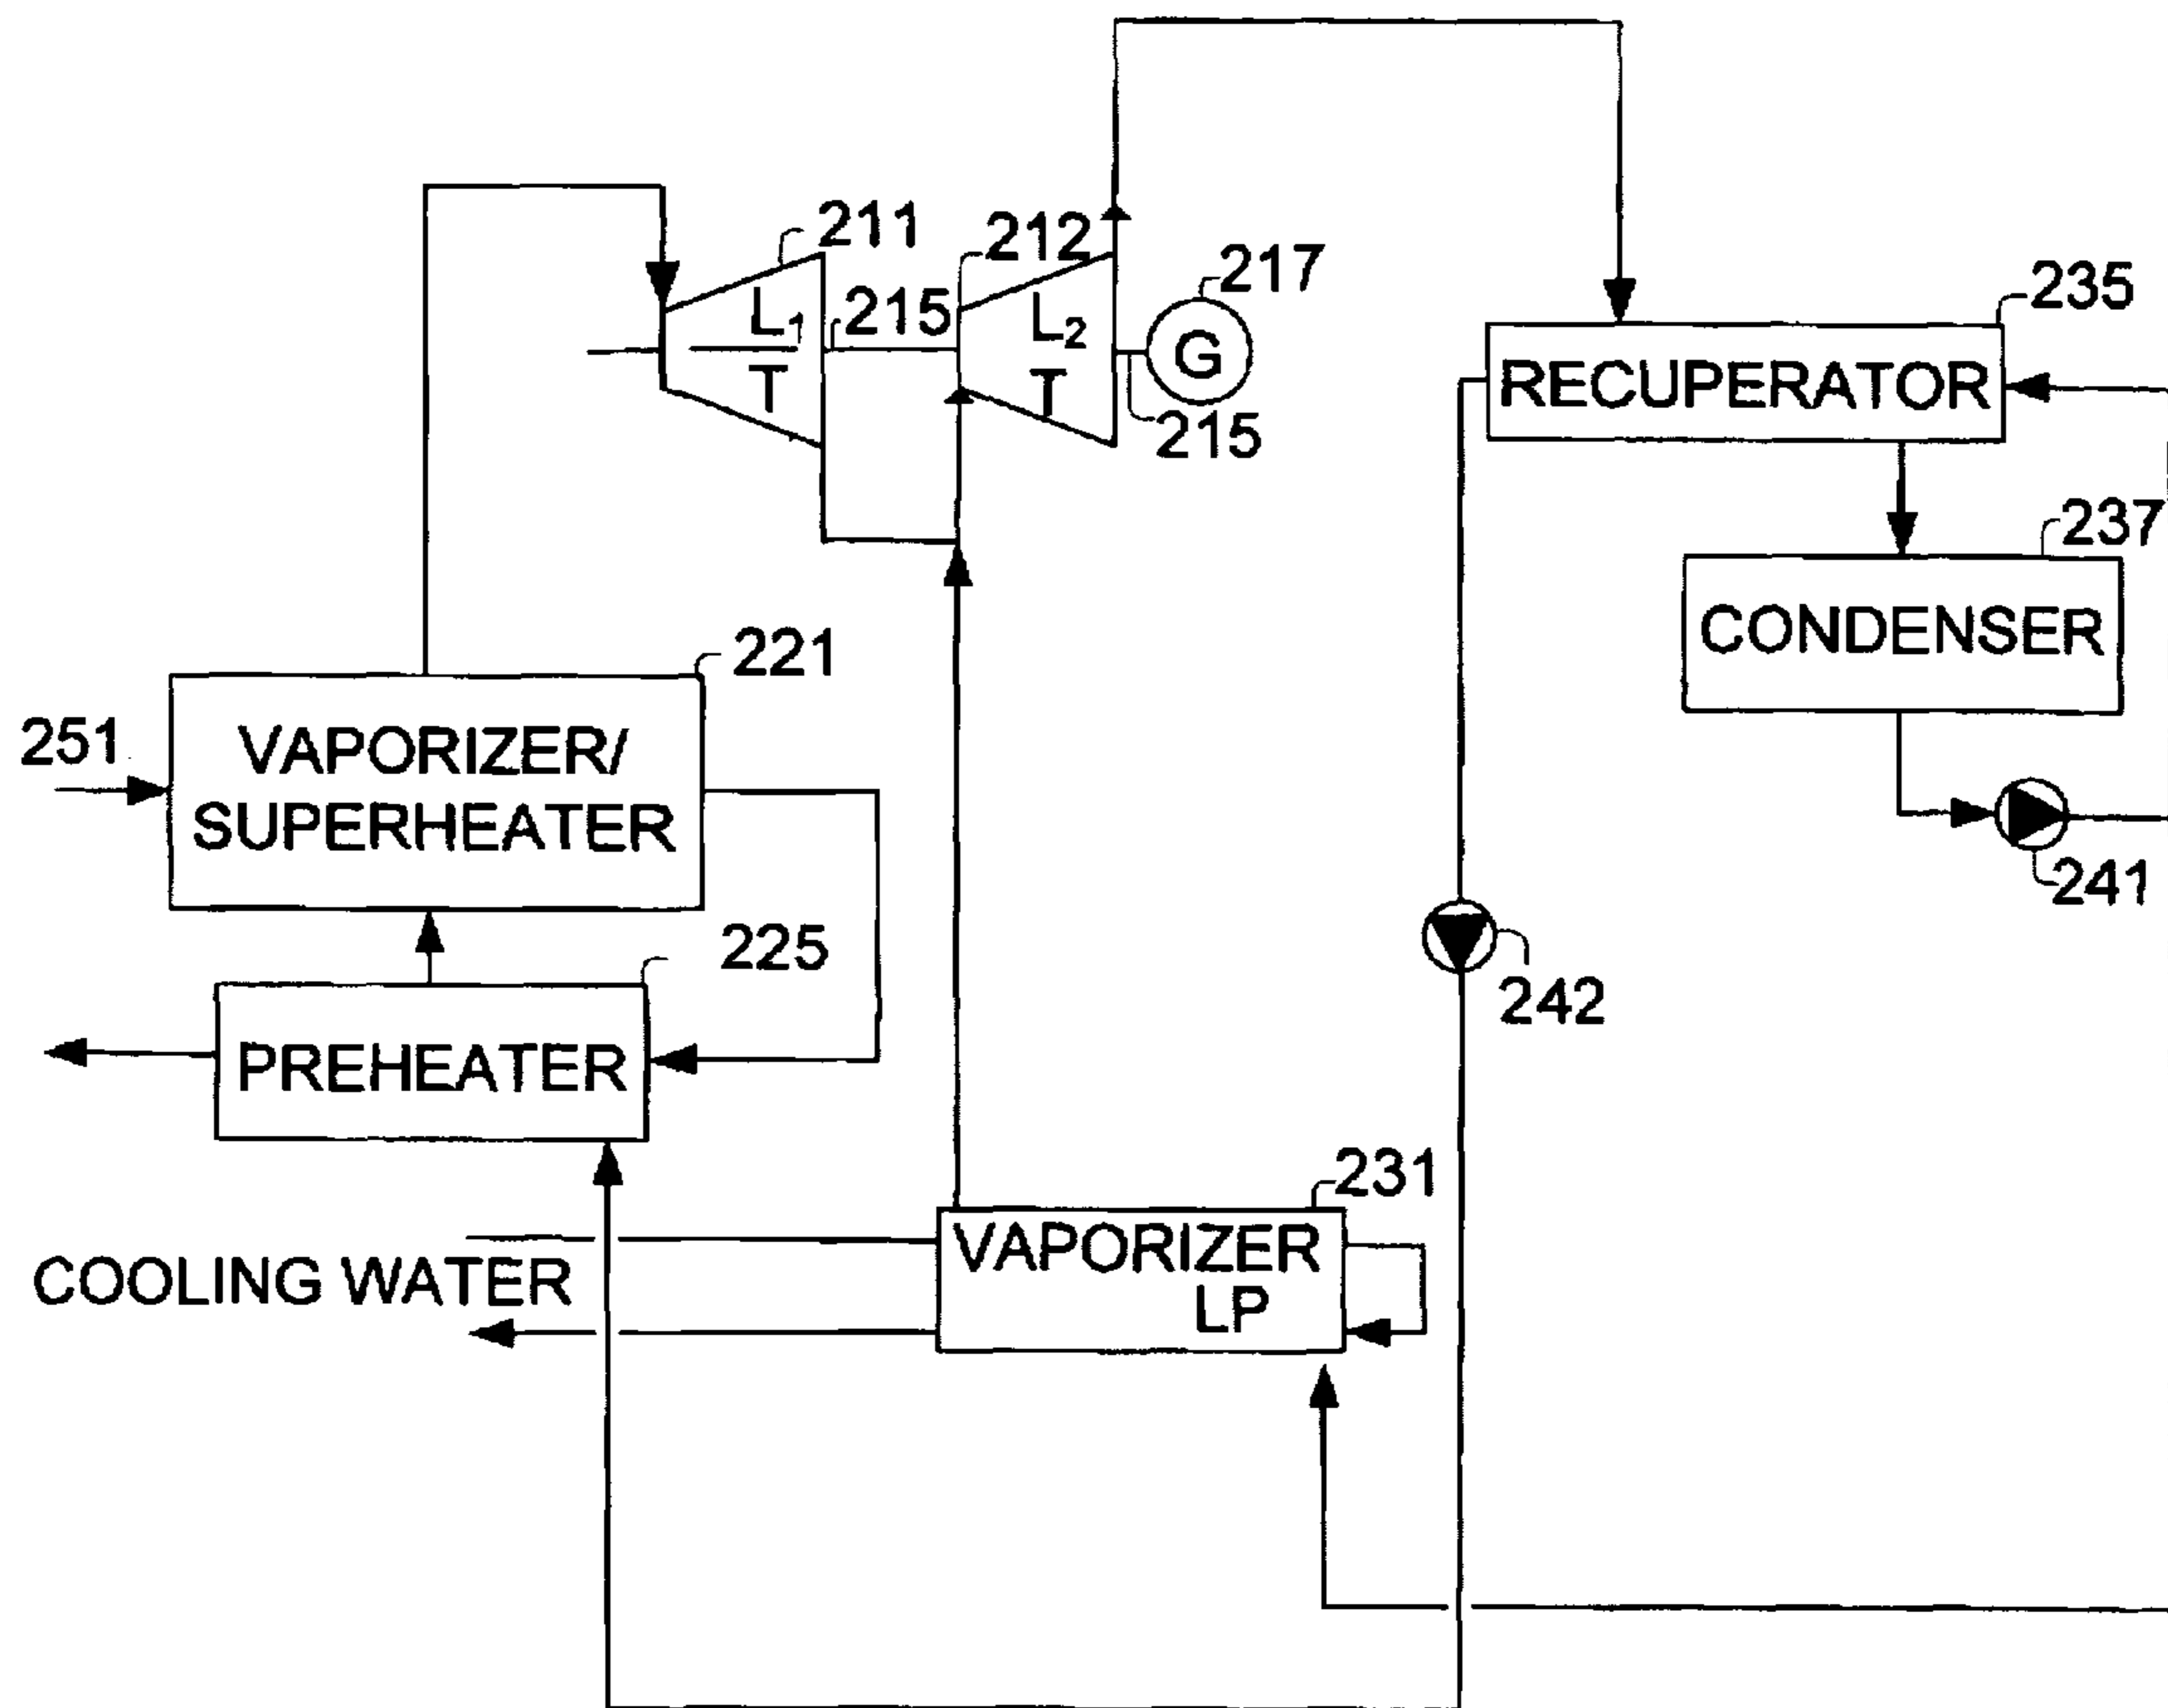 211
212
217
235
L1
215
L2
G
RECUPERATOR
T
T
215
237
CONDENSER
221
251
VAPORIZER/
SUPERHEATER
241
225
242
PREHEATER
231
VAPORIZER
LP
COOLING WATER